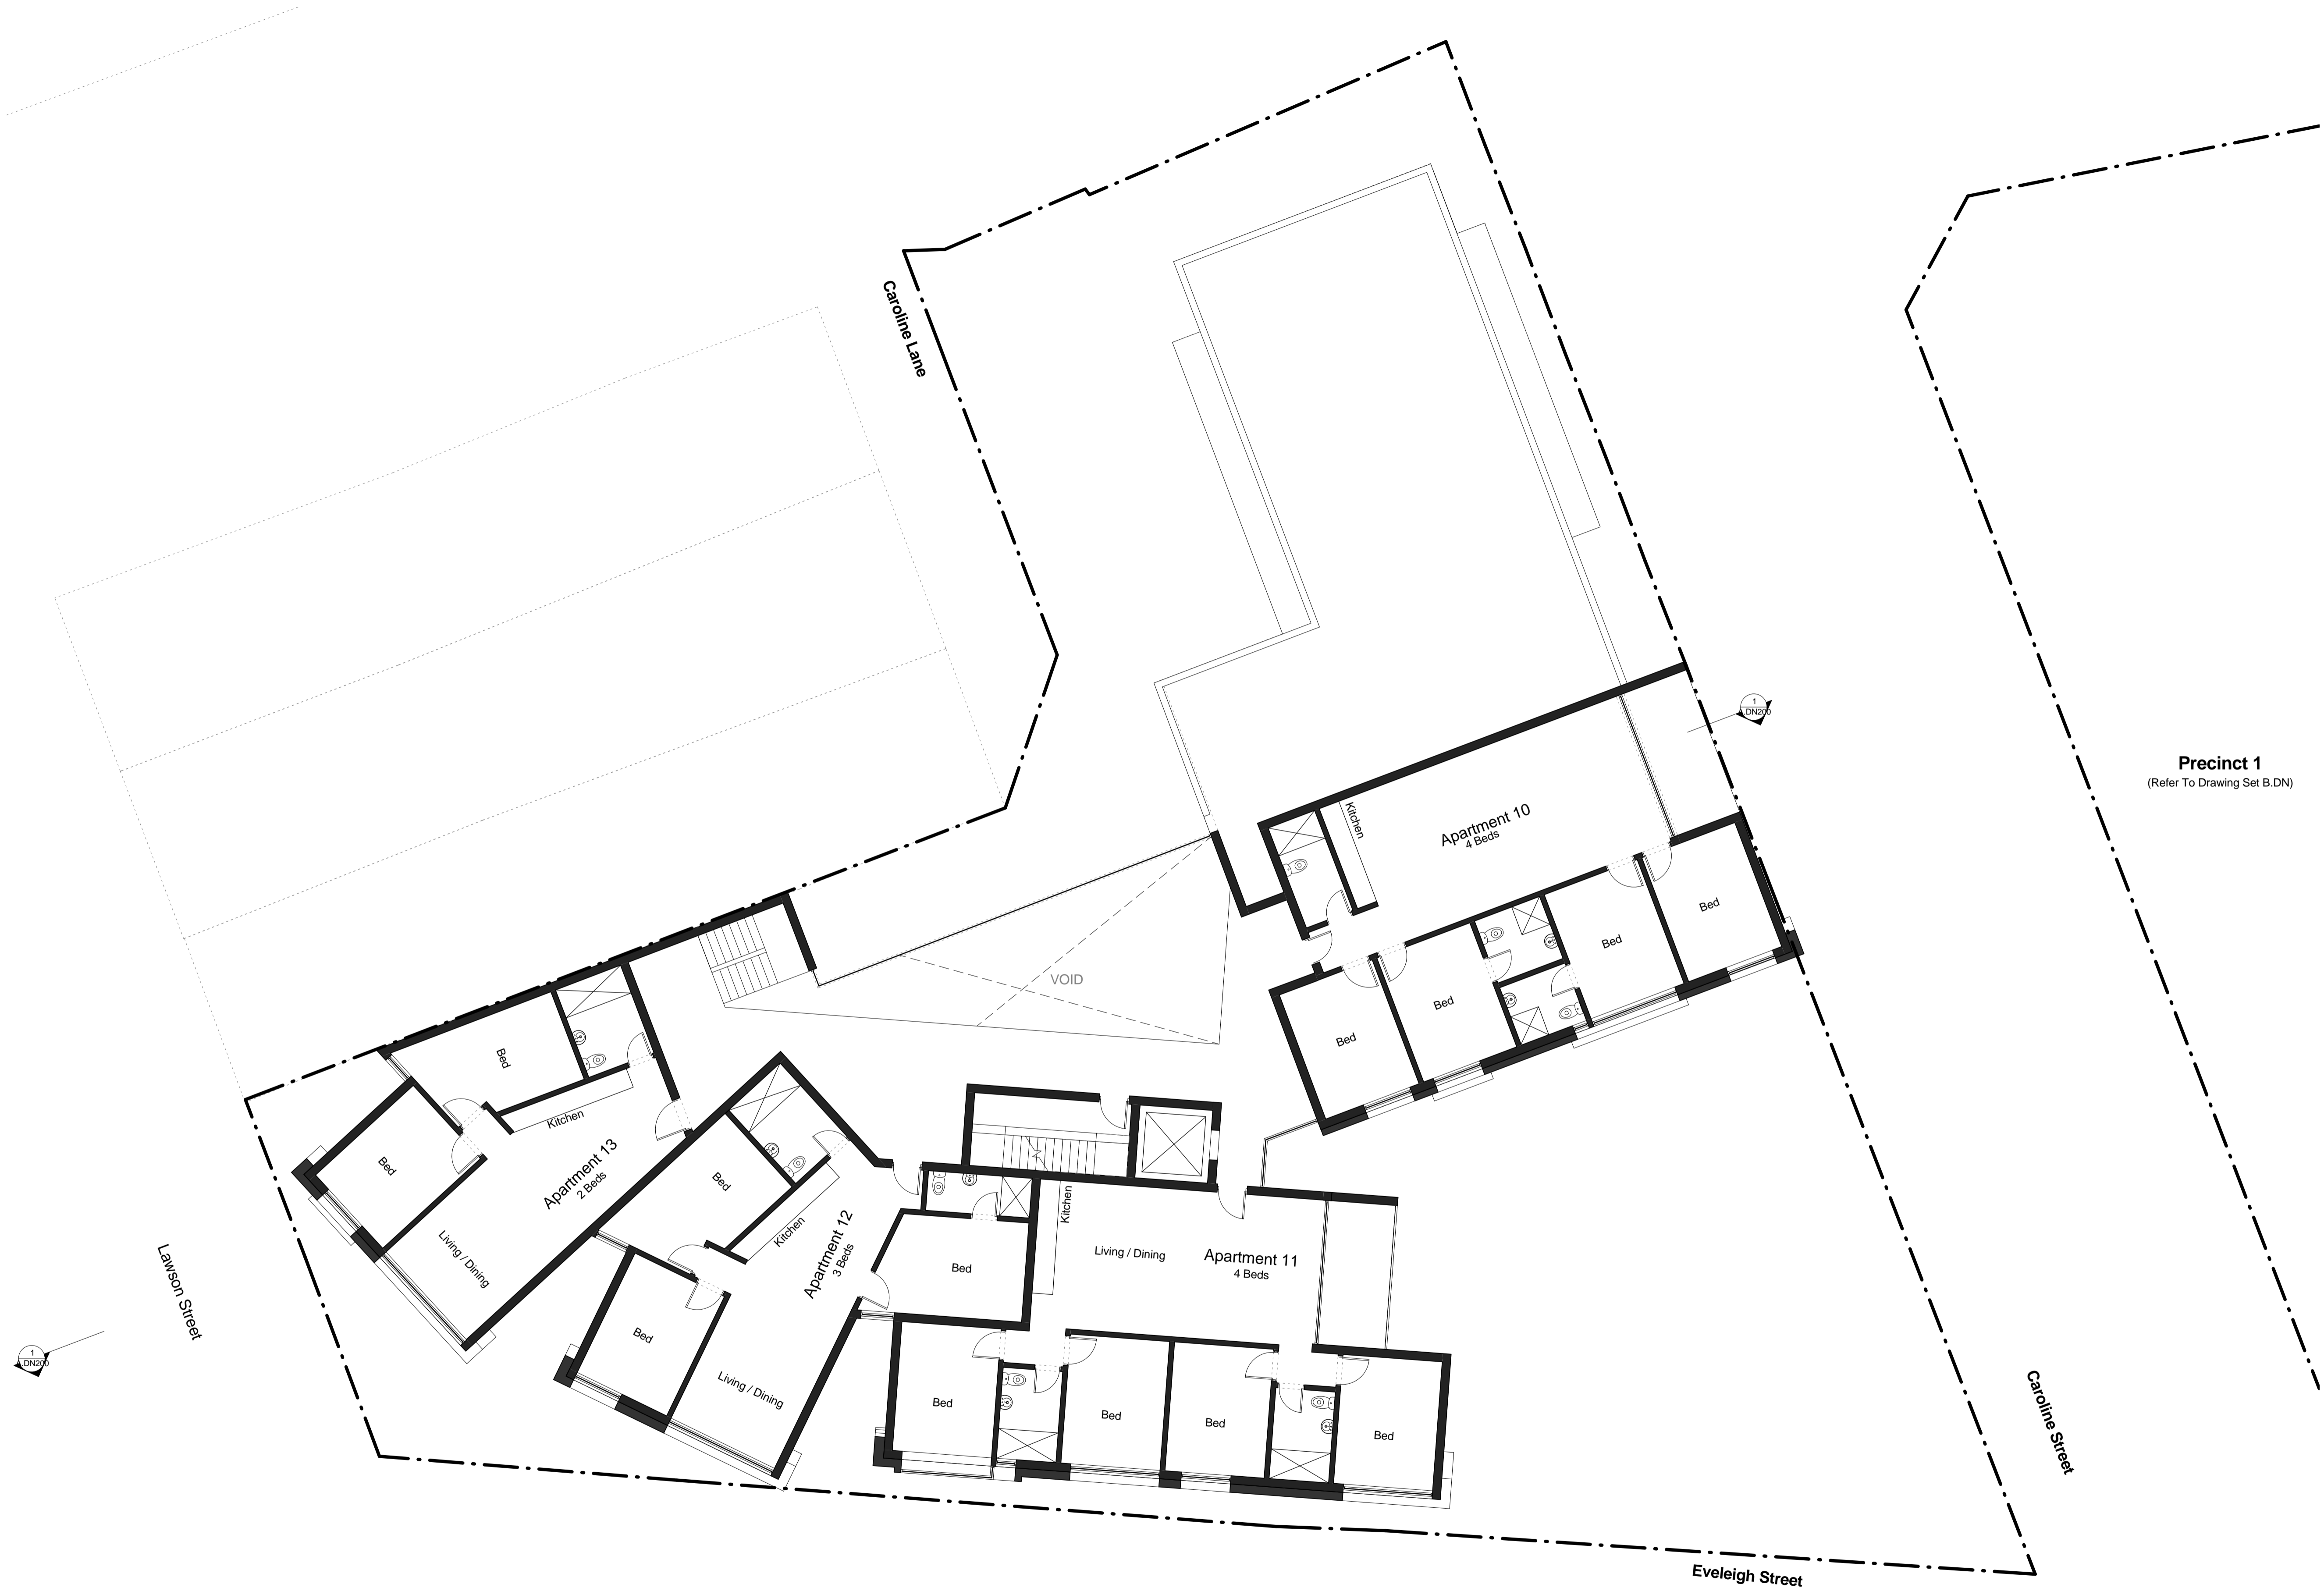 Caroline Lane
Precinct 1
(Refer To Drawing Set B.DN)
1
A.DN200
Kitchen
Apartment 10
4 Beds
Bed
Bed
Bed
Bed
VOID
Bed
Kitchen
Bed
Apartment 13
2 Beds
Living / Dining
Bed
Kitchen
Apartment 12
3 Beds
Bed
Bed
Living / Dining
Kitchen
Living / Dining
Apartment 11
4 Beds
Bed
Bed
Bed
Bed
Lawson Street
1
A.DN200
Caroline Street
Eveleigh Street